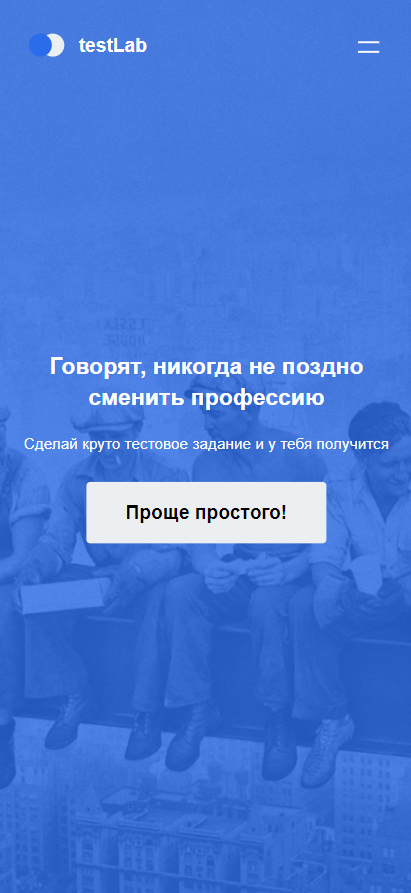 testLab
Говорят, никогда не поздно
сменить профессию
Сделай круто тестовое задание и у тебя получится
Проще простого!